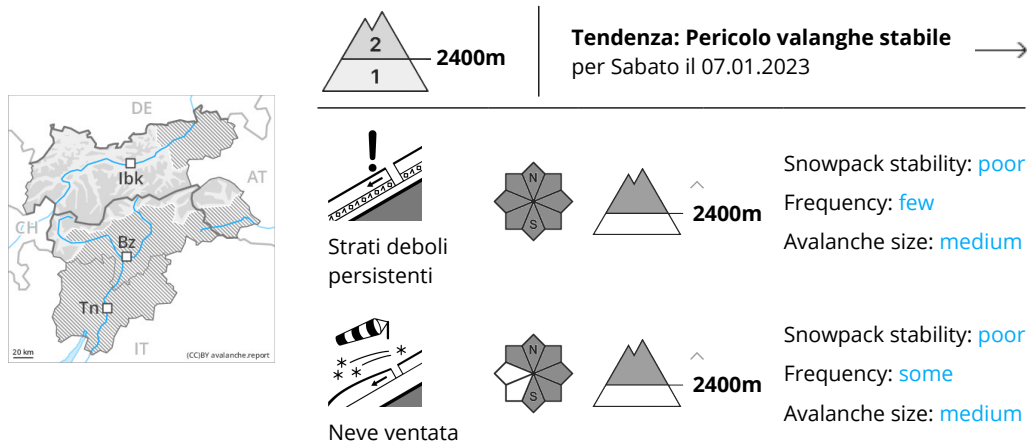 2
1
2400m
Tendenza: Pericolo valanghe stabile
per Sabato il 07.01.2023
DE
Ibk
AT
CH
Bz
Tn
IT
20 km
(CC)BY avalanche.report
N
S
2400m
Strati deboli
persistenti
Snowpack stability: poor
Frequency: few
Avalanche size: medium
N
S
2400m
Neve ventata
Snowpack stability: poor
Frequency: some
Avalanche size: medium